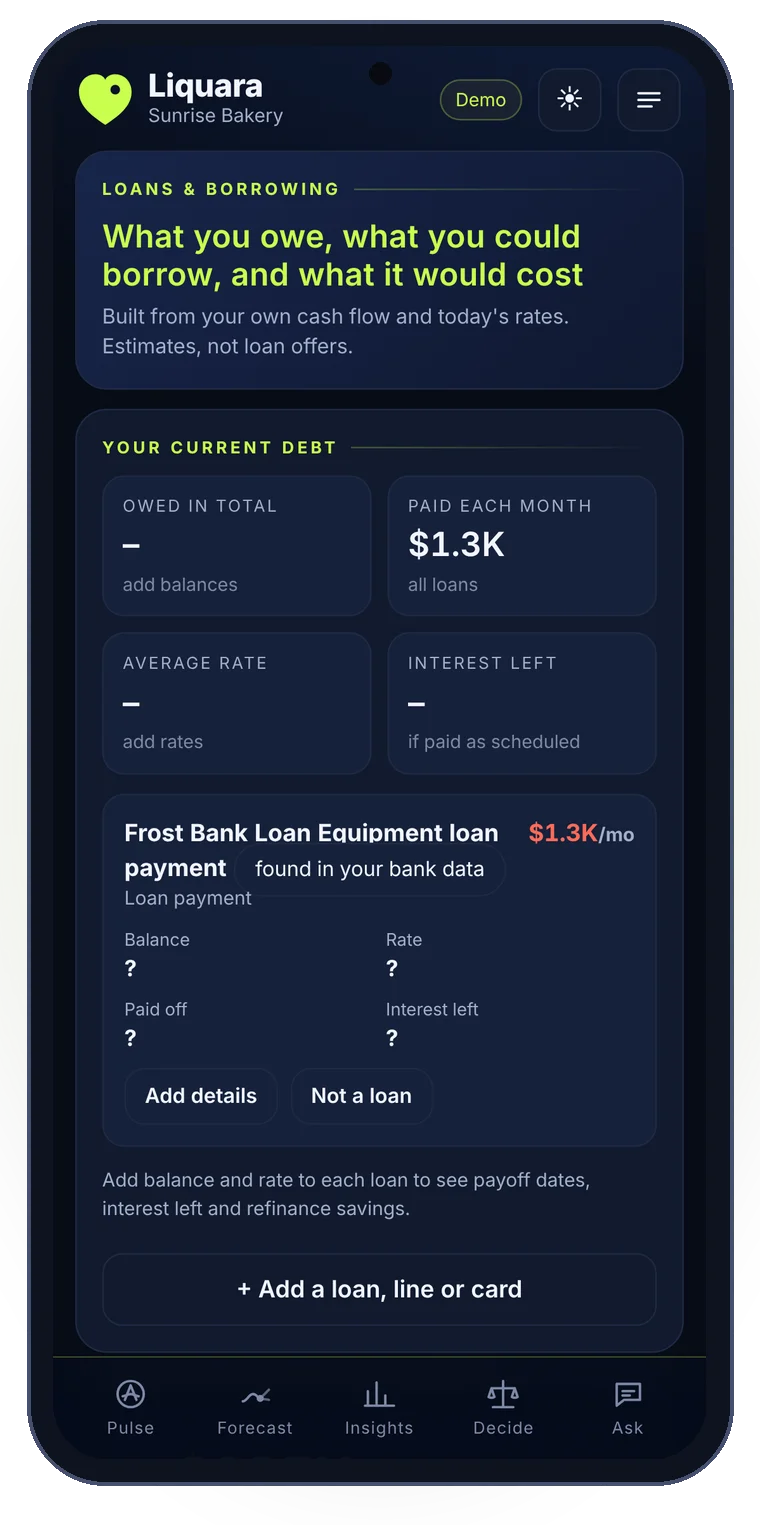 Liquara
Sunrise Bakery
Demo
LOANS & BORROWING
What you owe, what you could
borrow, and what it would cost
Built from your own cash flow and today's rates.
Estimates, not loan offers.
YOUR CURRENT DEBT
OWED IN TOTAL
–
add balances
PAID EACH MONTH
$1.3K
all loans
AVERAGE RATE
–
add rates
INTEREST LEFT
–
if paid as scheduled
Frost Bank Loan Equipment loan
payment found in your bank data
$1.3K/mo
Loan payment
Balance
?
Rate
?
Paid off
?
Interest left
?
Add details
Not a loan
Add balance and rate to each loan to see payoff dates,
interest left and refinance savings.
+ Add a loan, line or card
Pulse
Forecast
Insights
Decide
Ask